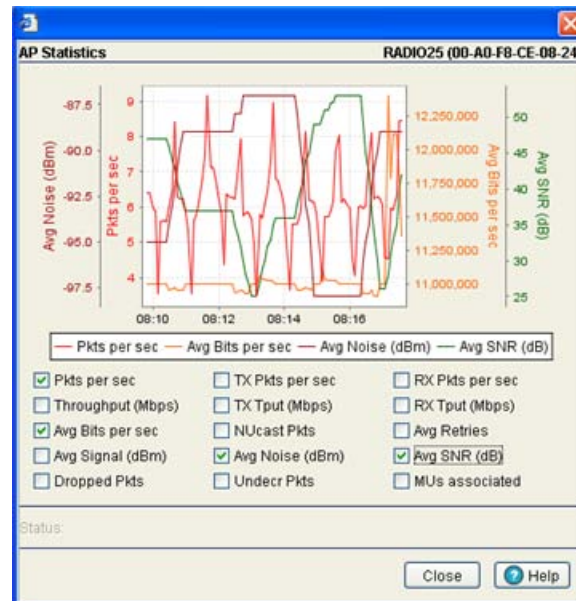 AP Statistics RADIO25 (00-A0-F8-CE-08-24
-87.5
-90.0
-92.5
-95.0
-97.5
Avg Noise (dBm)
9
8
7
6
5
4
Pkts per sec
12,250,000
12,000,000
11,750,000
11,500,000
11,250,000
11,000,000
Avg Bits per sec
50
45
40
35
30
25
Avg SNR (dB)
08:10 08:12 08:14 08:16
Pkts per sec Avg Bits per sec Avg Noise (dBm) Avg SNR (dB)
Pkts per sec TX Pkts per sec RX Pkts per sec
Throughput (Mbps) TX Tput (Mbps) RX Tput (Mbps)
Avg Bits per sec NUcast Pkts Avg Retries
Avg Signal (dBm) Avg Noise (dBm) Avg SNR (dB)
Dropped Pkts Undecr Pkts MUs associated
Status:
Close Help